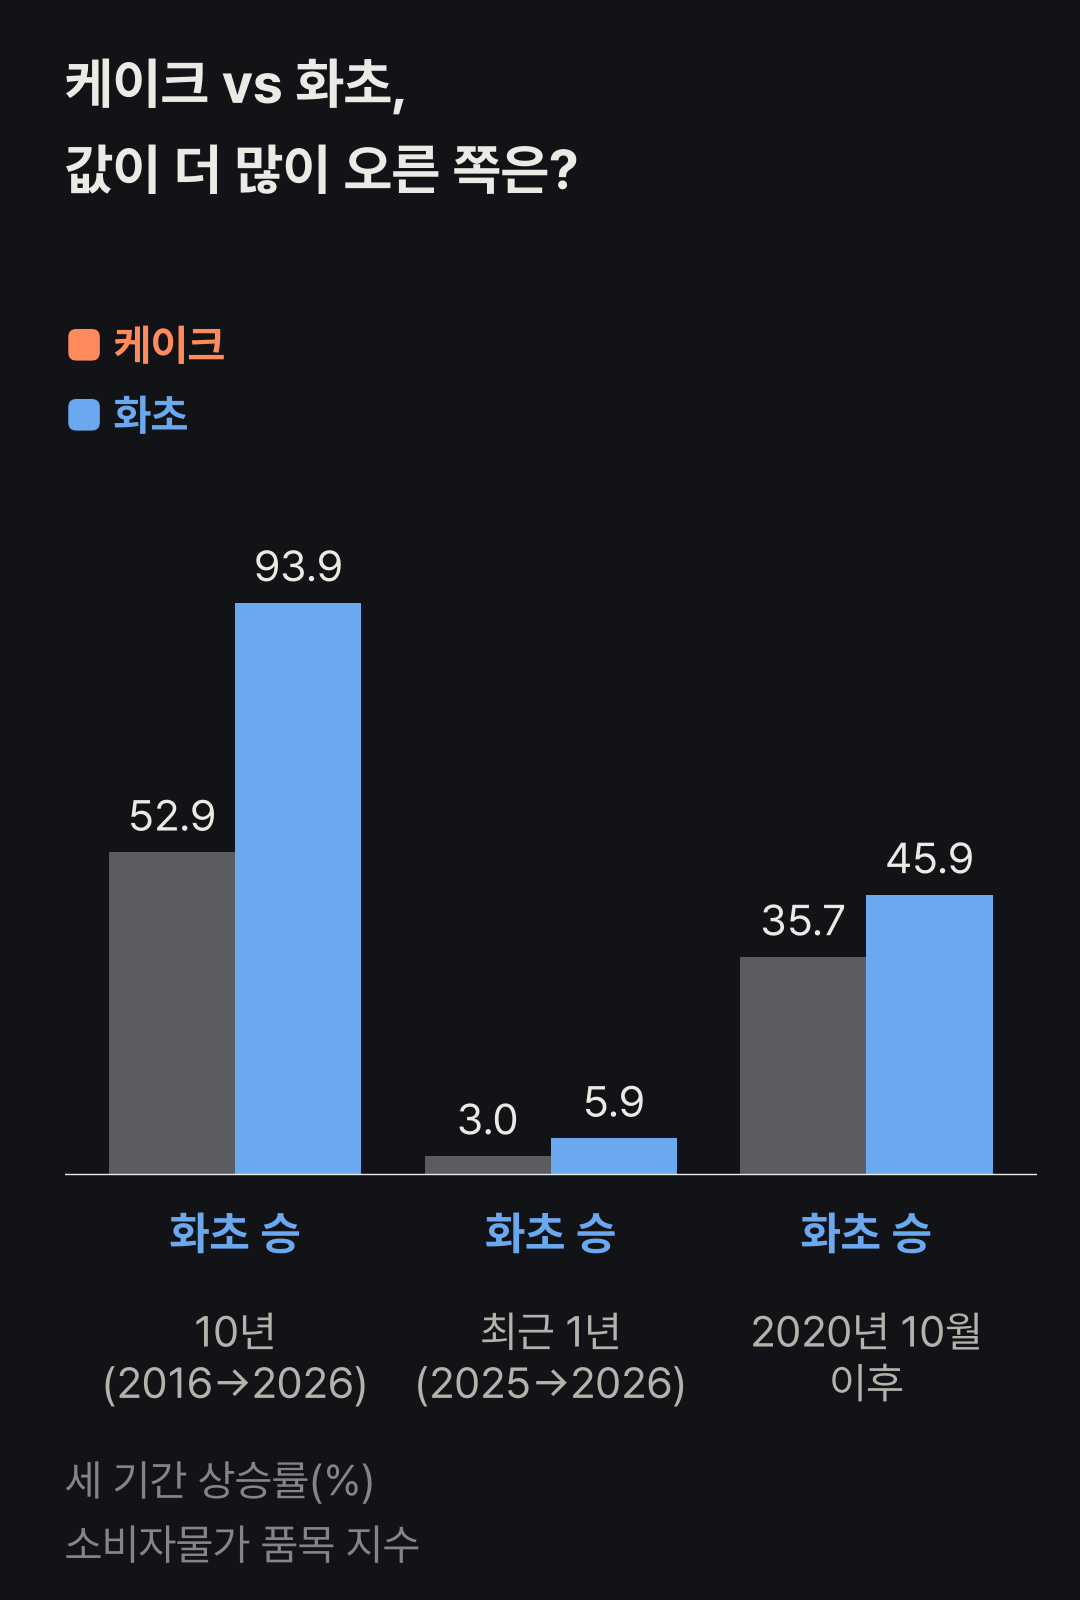 케이크 vs 화초,
값이 더 많이 오른 쪽은?
케이크
화초
93.9
52.9
45.9
35.7
5.9
3.0
화초 승 화초 승 화초 승
10년 최근 1년 2020년 10월
(2016→2026) (2025→2026) 이후
세 기간 상승률(%)
소비자물가 품목 지수